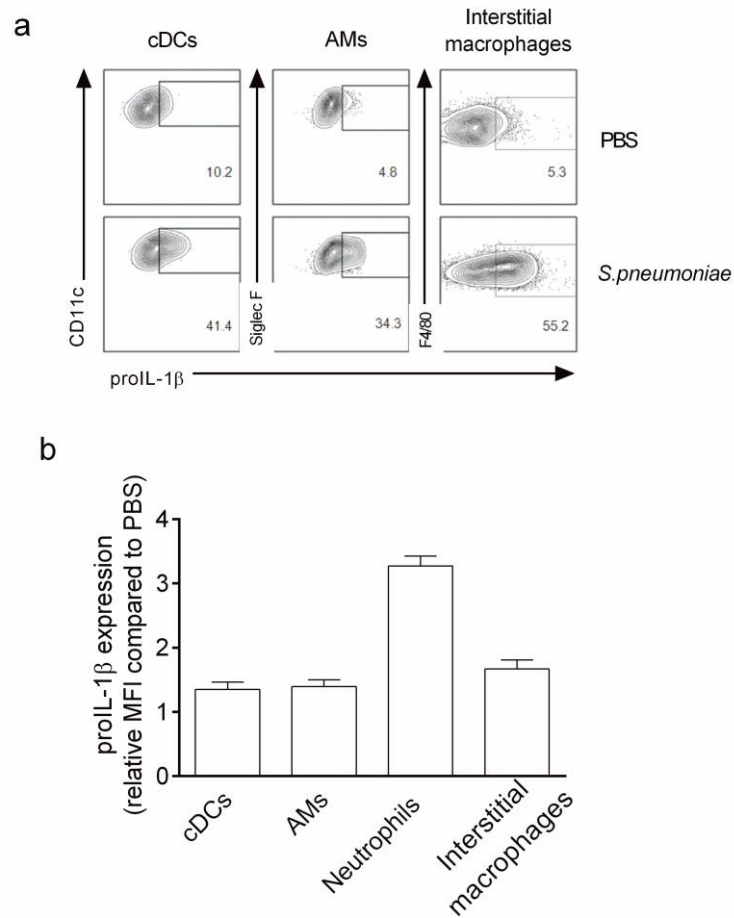 a
cDCs
AMs
Interstitial
macrophages
CD11c
Siglec F
F4/80
10.2
4.8
5.3
PBS
41.4
34.3
55.2
S.pneumoniae
proIL-1β
b
proIL-1β expression
(relative MFI compared to PBS)
4
3
2
1
0
cDCs
AMs
Neutrophils
Interstitial
macrophages